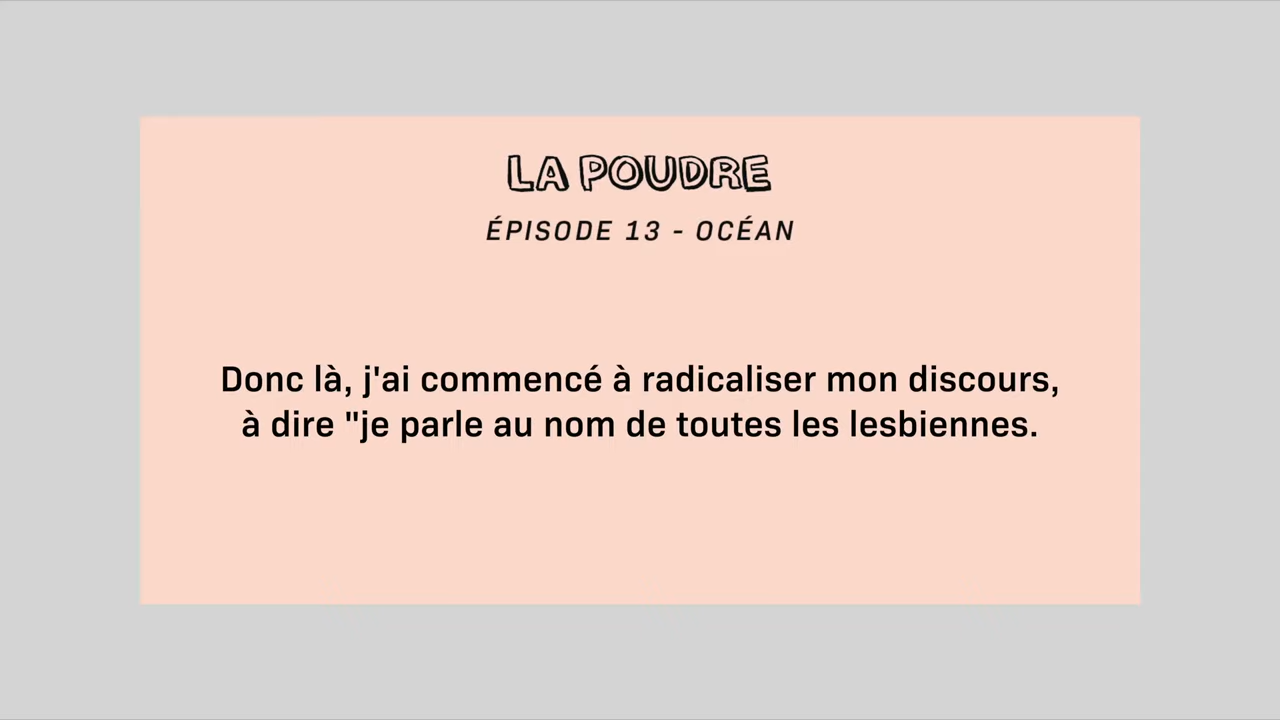 LA POUDRE
ÉPISODE 13 - OCÉAN
Donc là, j'ai commencé à radicaliser mon discours,
à dire "je parle au nom de toutes les lesbiennes.